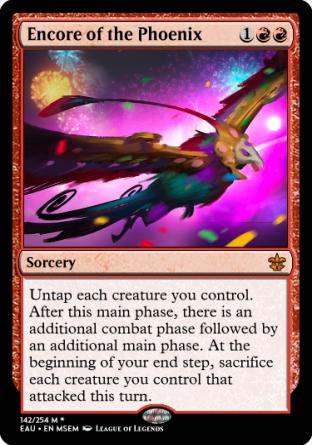 Encore of the Phoenix 1
Sorcery
Untap each creature you control.
After this main phase, there is an
additional combat phase followed by
an additional main phase. At the
beginning of your end step, sacrifice
each creature you control that
attacked this turn.
142/254 M *
EAU • EN MSEM League of Legends